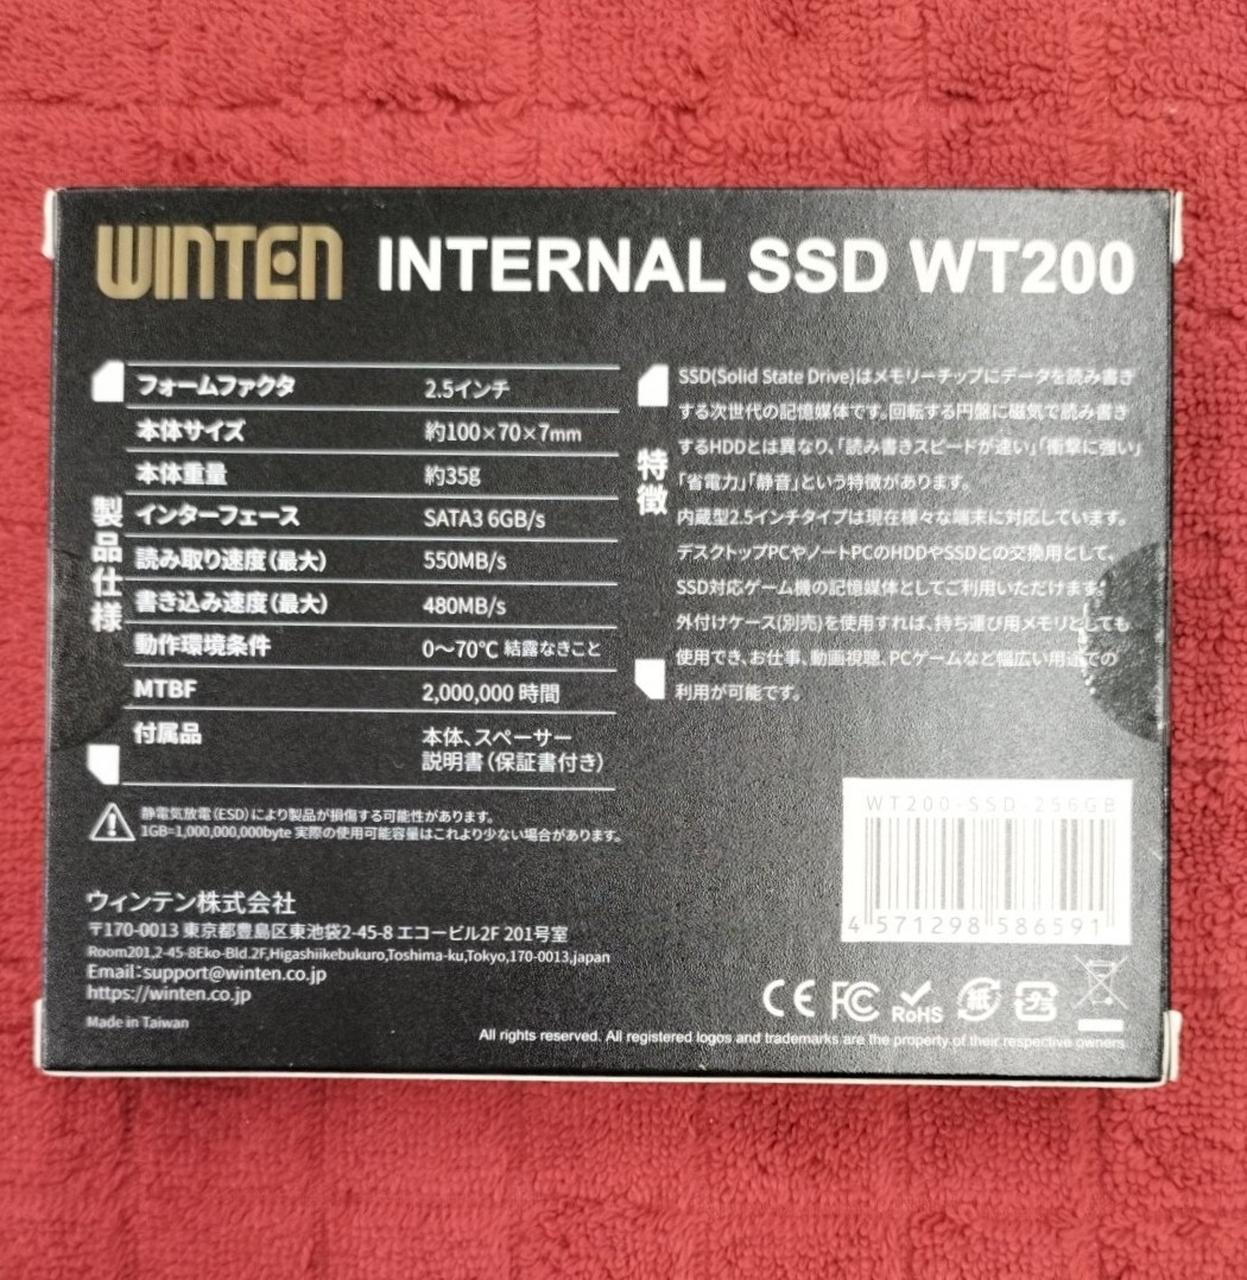 WINTEN INTERNAL SSD WT200
製品仕様
フォームファクタ 2.5インチ
本体サイズ 約100×70×7mm
本体重量 約35g
インターフェース SATA3 6GB/s
読み取り速度(最大) 550MB/s
書き込み速度(最大) 480MB/s
動作環境条件 0〜70℃ 結露なきこと
MTBF 2,000,000 時間
付属品 本体、スペーサー
説明書(保証書付き)
静電気放電(ESD)により製品が損傷する可能性があります。
1GB=1,000,000,000byte 実際の使用可能容量はこれより少ない場合があります。
特徴
SSD(Solid State Drive)はメモリーチップにデータを読み書き
する次世代の記憶媒体です。回転する円盤に磁気で読み書き
するHDDとは異なり、「読み書きスピードが速い」「衝撃に強い」
「省電力」「静音」という特徴があります。
内蔵型2.5インチタイプは現在様々な端末に対応しています。
デスクトップPCやノートPCのHDDやSSDとの交換用として、
SSD対応ゲーム機の記憶媒体としてご利用いただけます。
外付けケース(別売)を使用すれば、持ち運び用メモリとしても
使用でき、お仕事、動画視聴、PCゲームなど幅広い用途での
利用が可能です。
WT200-SSD-256GB
4 571298 586591
ウィンテン株式会社
〒170-0013 東京都豊島区東池袋2-45-8 エコービル2F 201号室
Room201,2-45-8Eko-Bld.2F,Higashiikebukuro,Toshima-ku,Tokyo,170-0013,japan
Email:support@winten.co.jp
https://winten.co.jp
Made in Taiwan
CE FC RoHS 紙 プラ
All rights reserved. All registered logos and trademarks are the property of their respective owners